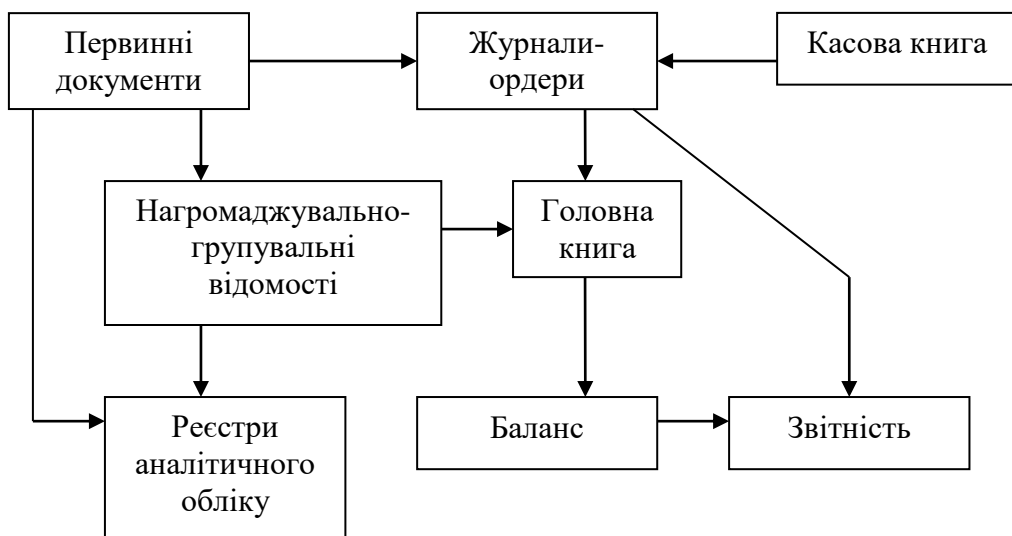 Первинні
документи
Журнали-
ордери
Касова книга
Нагромаджувально-
групувальні
відомості
Головна
книга
Реєстри
аналітичного
обліку
Баланс
Звітність